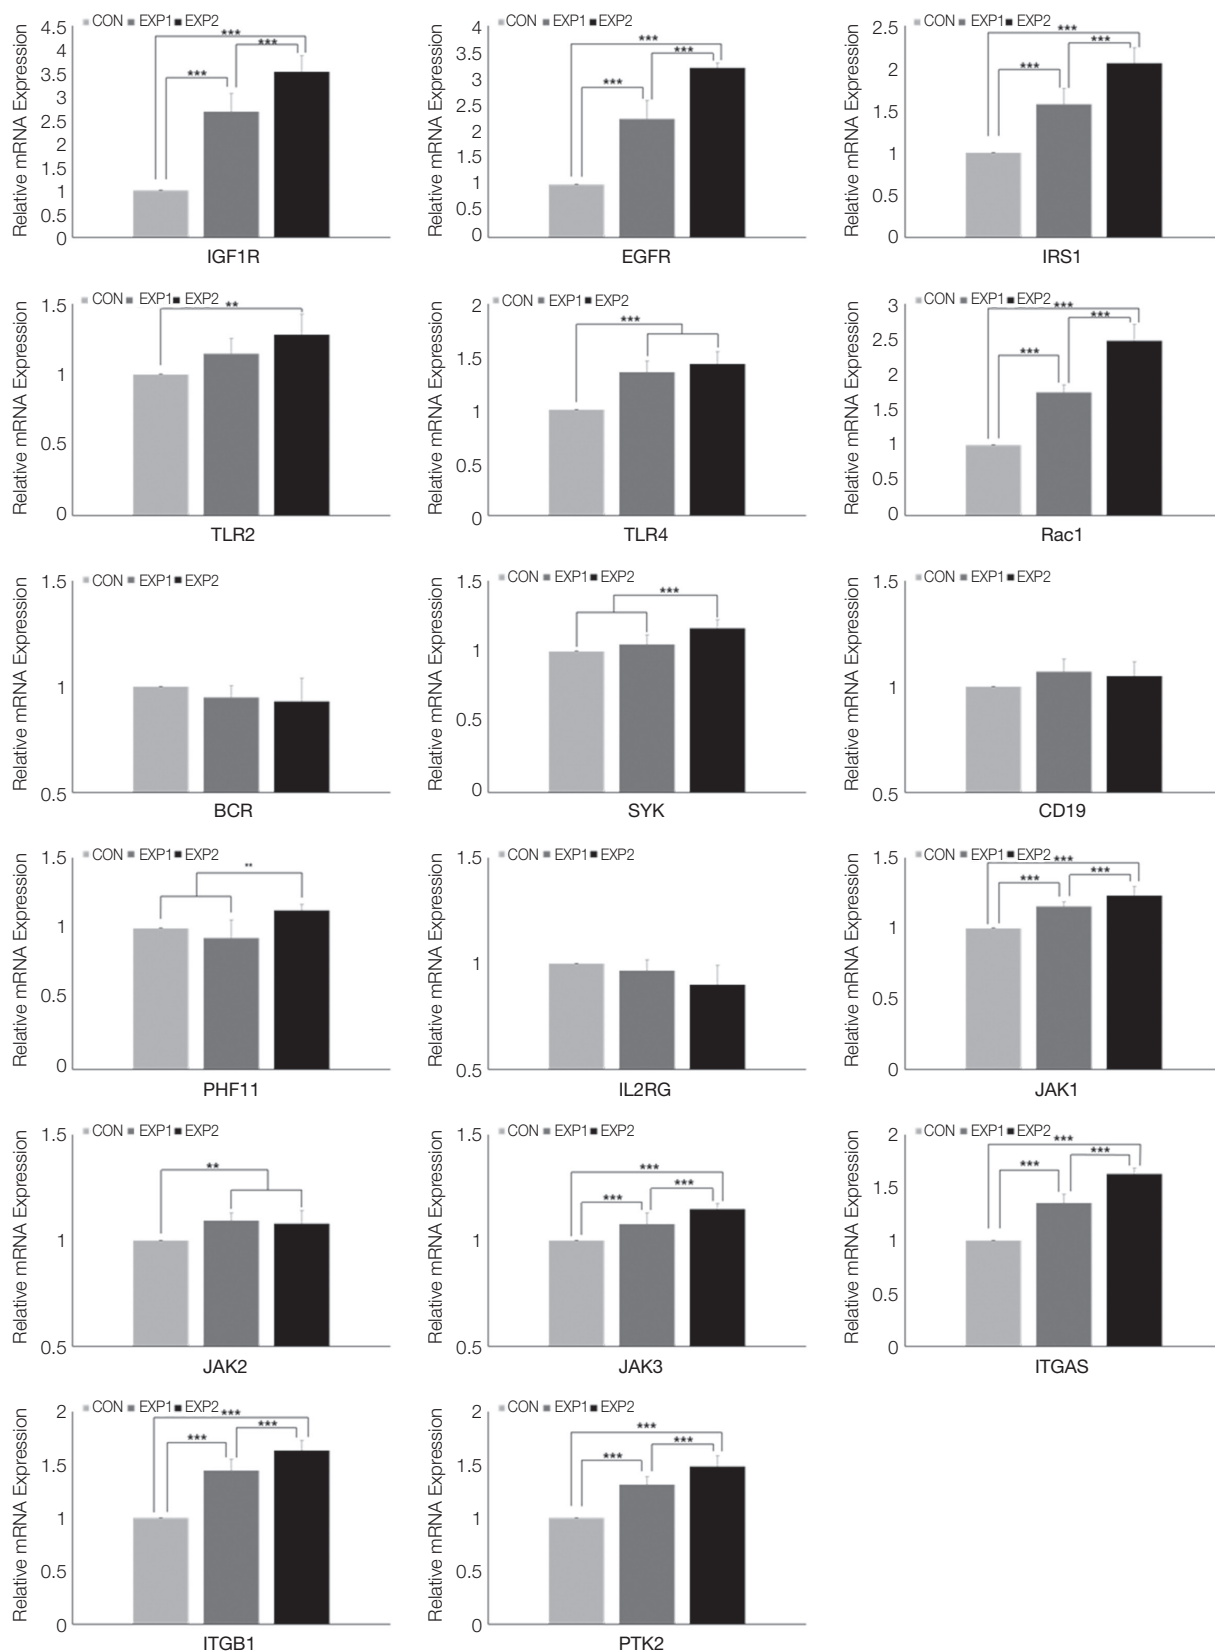 CON EXP1 EXP2
Relative mRNA Expression
4.5
4
3.5
3
2.5
2
1.5
1
0.5
0
***
***
***
IGF1R
CON EXP1 EXP2
Relative mRNA Expression
4
3.5
3
2.5
2
1.5
1
0.5
0
***
***
***
EGFR
CON EXP1 EXP2
Relative mRNA Expression
2.5
2
1.5
1
0.5
0
***
***
***
IRS1
CON EXP1 EXP2
Relative mRNA Expression
1.5
1
0.5
0
**
TLR2
CON EXP1 EXP2
Relative mRNA Expression
2
1.5
1
0.5
0
***
TLR4
CON EXP1 EXP2
Relative mRNA Expression
3
2.5
2
1.5
1
0.5
0
***
***
***
Rac1
CON EXP1 EXP2
Relative mRNA Expression
1.5
1
0.5
BCR
CON EXP1 EXP2
Relative mRNA Expression
1.5
1
0.5
0
***
SYK
CON EXP1 EXP2
Relative mRNA Expression
1.5
1
0.5
CD19
CON EXP1 EXP2
Relative mRNA Expression
1.5
1
0.5
0
**
PHF11
CON EXP1 EXP2
Relative mRNA Expression
1.5
1
0.5
IL2RG
CON EXP1 EXP2
Relative mRNA Expression
1.5
1
0.5
0
***
***
***
JAK1
CON EXP1 EXP2
Relative mRNA Expression
1.5
1
0.5
**
JAK2
CON EXP1 EXP2
Relative mRNA Expression
1.5
1
0.5
***
***
***
JAK3
CON EXP1 EXP2
Relative mRNA Expression
2
1.5
1
0.5
0
***
***
***
ITGAS
CON EXP1 EXP2
Relative mRNA Expression
2
1.5
1
0.5
0
***
***
***
ITGB1
CON EXP1 EXP2
Relative mRNA Expression
2
1.5
1
0.5
0
***
***
***
PTK2